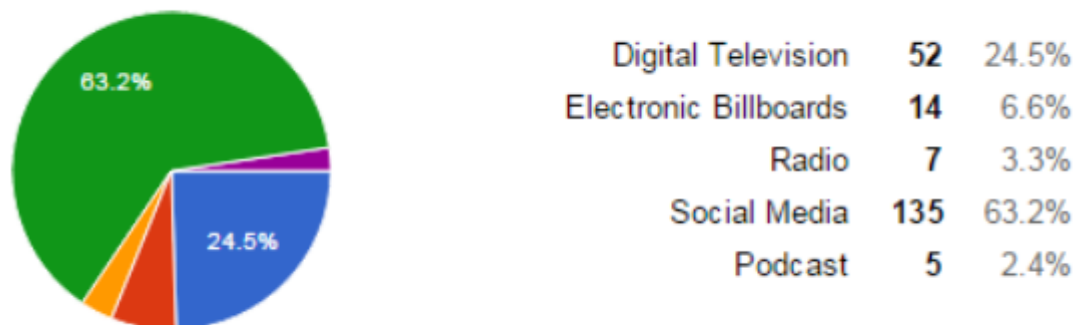 63.2%
24.5%
Digital Television 52 24.5%
Electronic Billboards 14 6.6%
Radio 7 3.3%
Social Media 135 63.2%
Podcast 5 2.4%